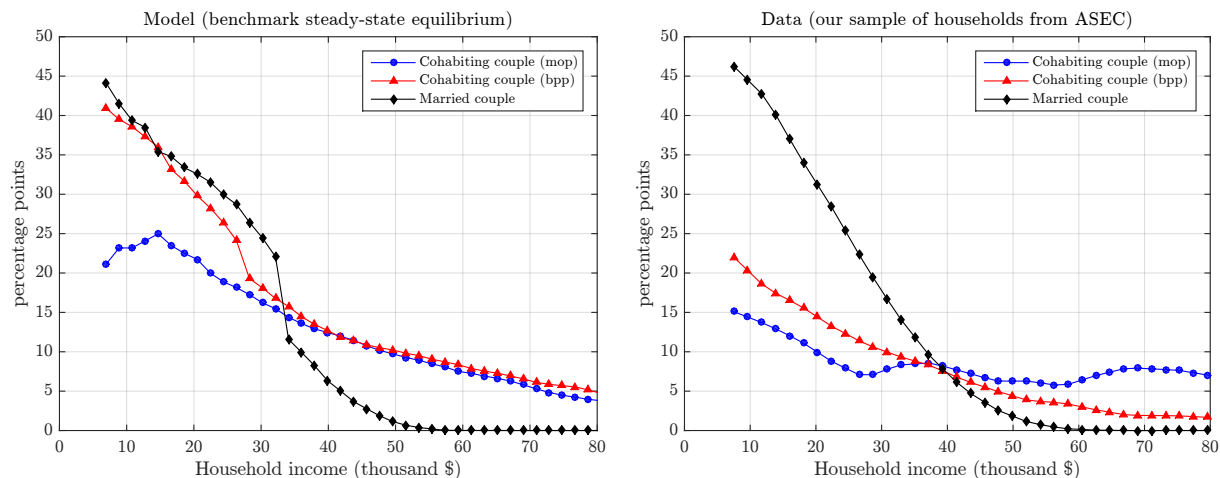 Model (benchmark steady-state equilibrium)
50
45
40
35
30
25
20
15
10
5
0
percentage points
Cohabiting couple (mop)
Cohabiting couple (bpp)
Married couple
0 10 20 30 40 50 60 70 80
Household income (thousand $)
Data (our sample of households from ASEC)
50
45
40
35
30
25
20
15
10
5
0
percentage points
Cohabiting couple (mop)
Cohabiting couple (bpp)
Married couple
0 10 20 30 40 50 60 70 80
Household income (thousand $)